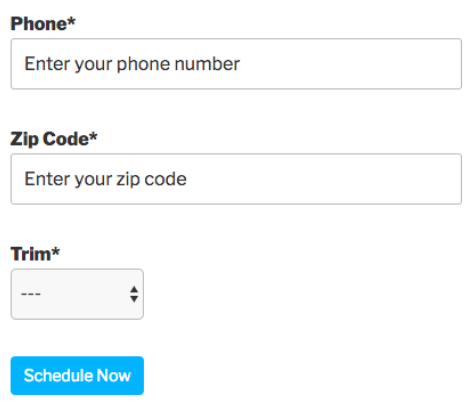 Phone*
Enter your phone number
Zip Code*
Enter your zip code
Trim*
---
Schedule Now